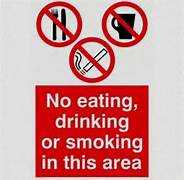 No eating,
drinking
or smoking
in this area